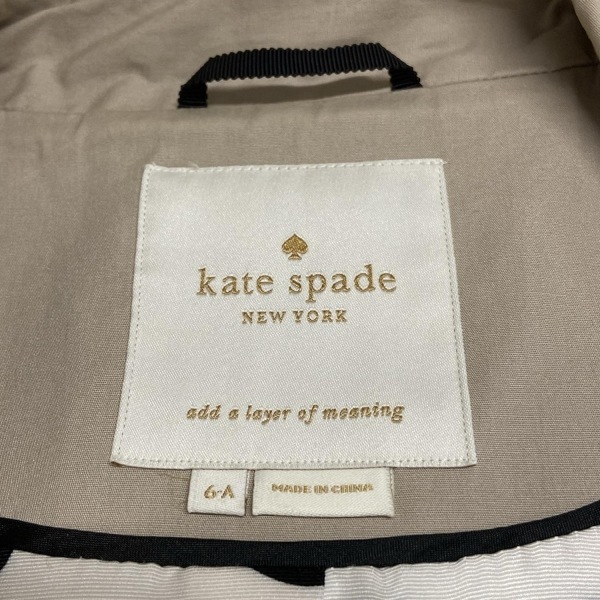 kate spade
NEW YORK
add a layer of meaning
6-A
MADE IN CHINA